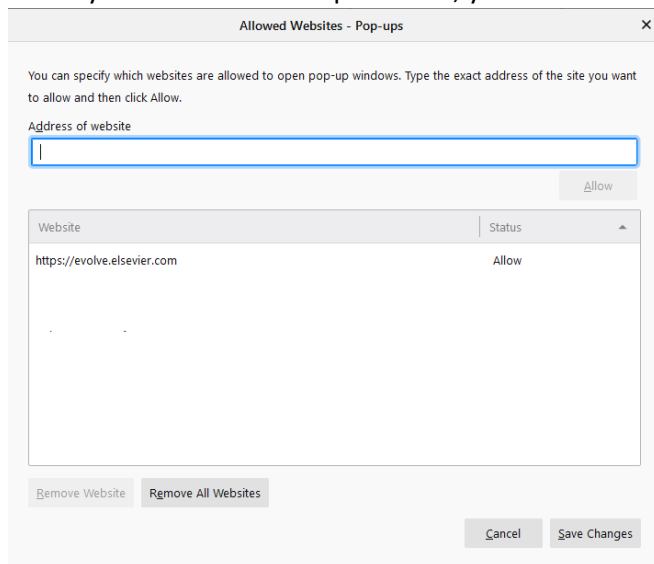 Allowed Websites - Pop-ups
You can specify which websites are allowed to open pop-up windows. Type the exact address of the site you want
to allow and then click Allow.
Address of website
Allow
Website Status
https://evolve.elsevier.com Allow
Remove Website Remove All Websites
Cancel Save Changes